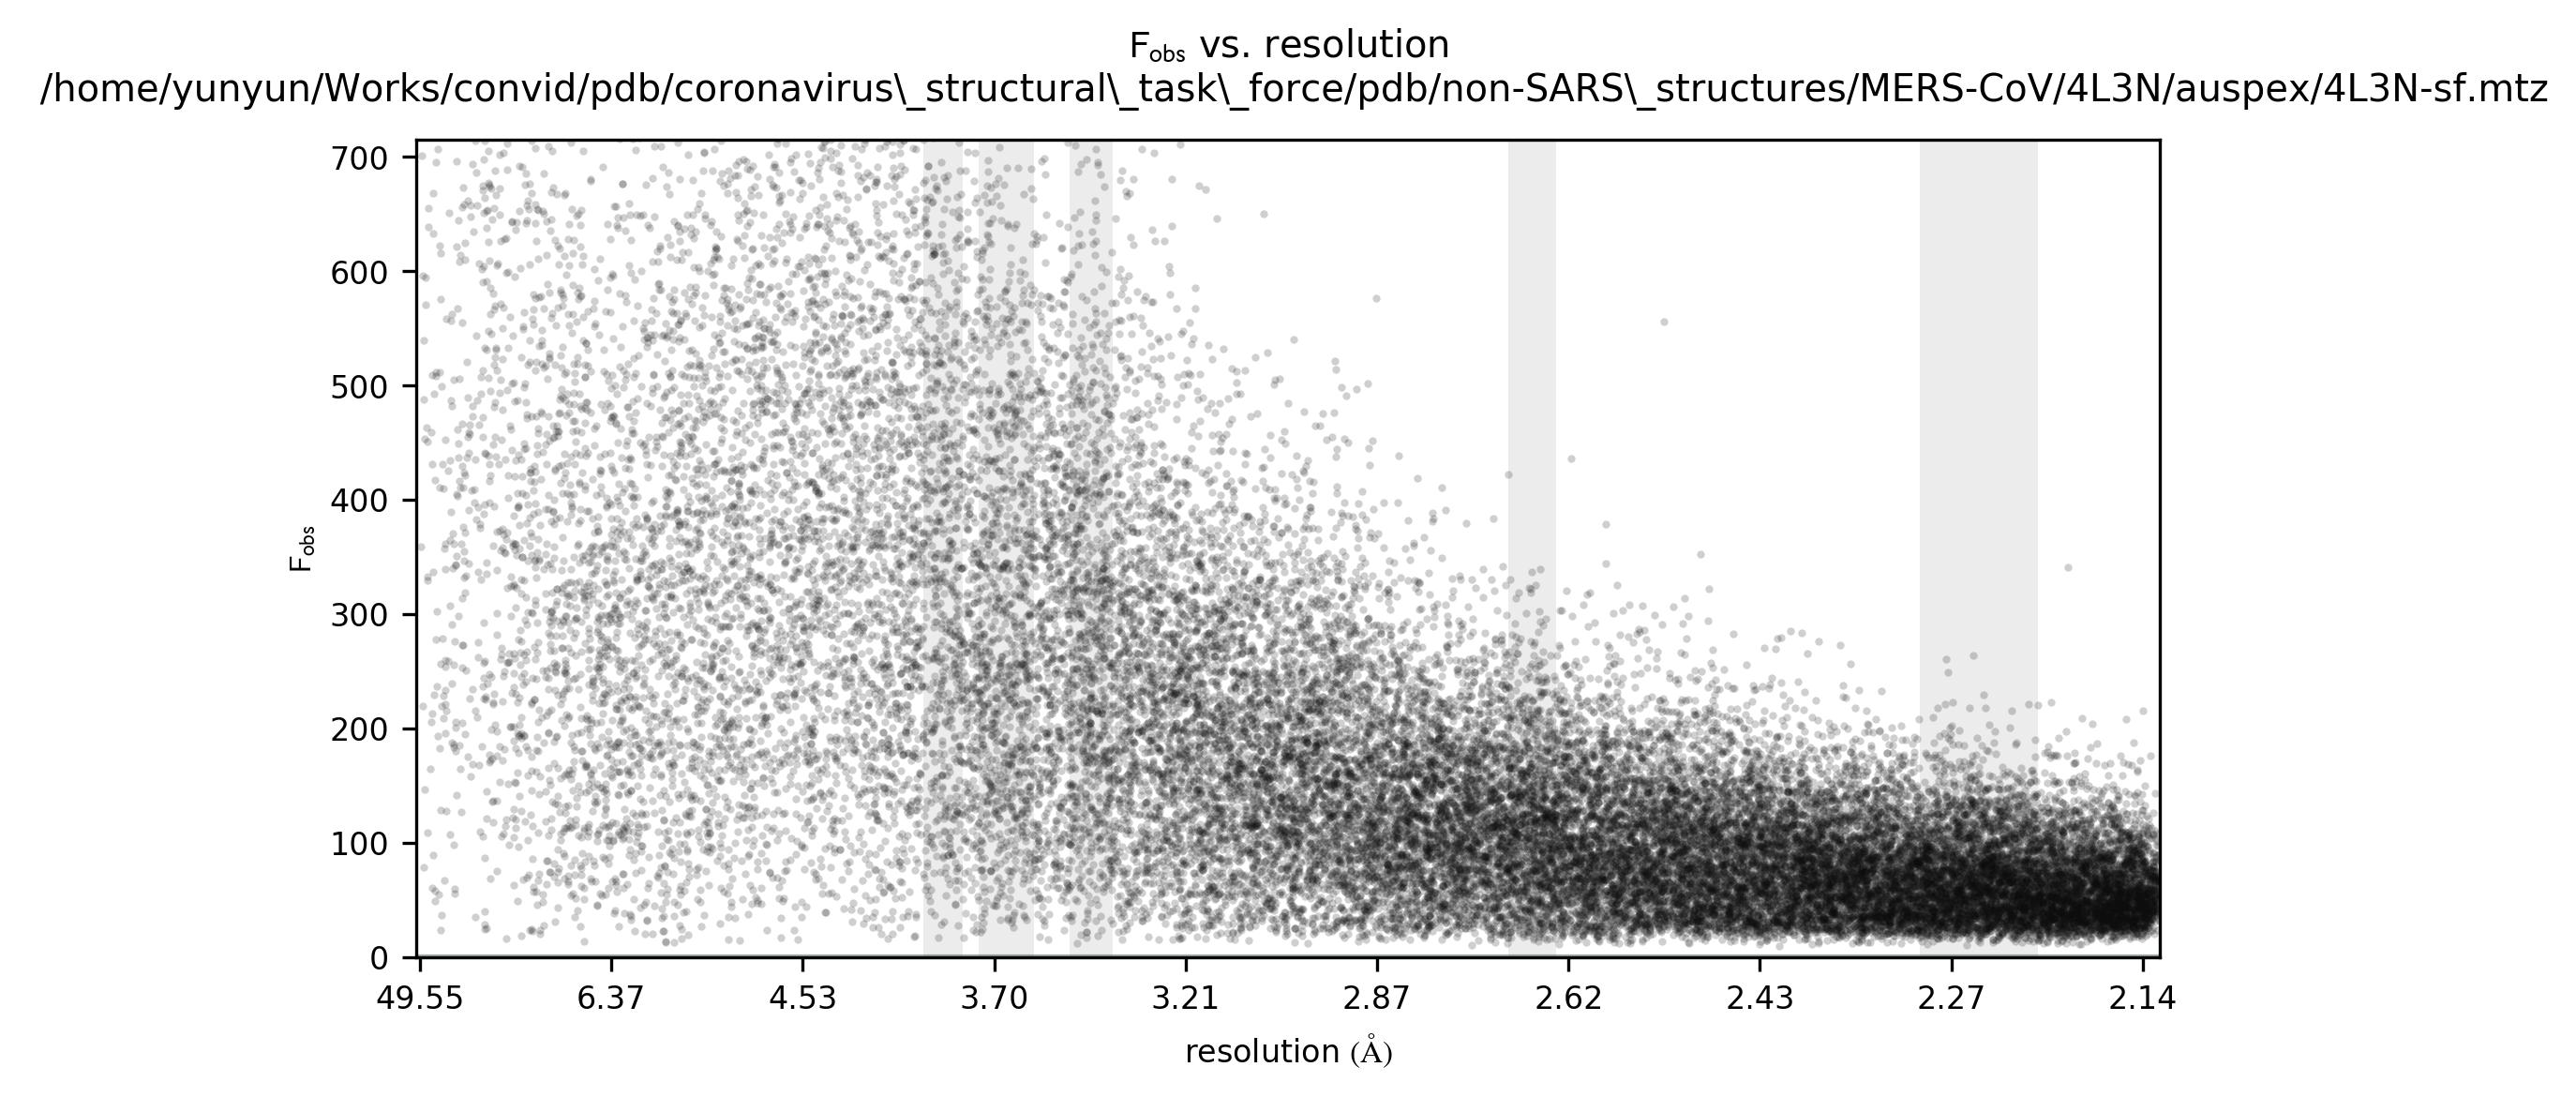 Fobs vs. resolution
/home/yunyun/Works/convid/pdb/coronavirus\_structural\_task\_force/pdb/non-SARS\_structures/MERS-CoV/4L3N/auspex/4L3N-sf.mtz
700
600
500
400
300
200
100
0
Fobs
49.55 6.37 4.53 3.70 3.21 2.87 2.62 2.43 2.27 2.14
resolution (Å)